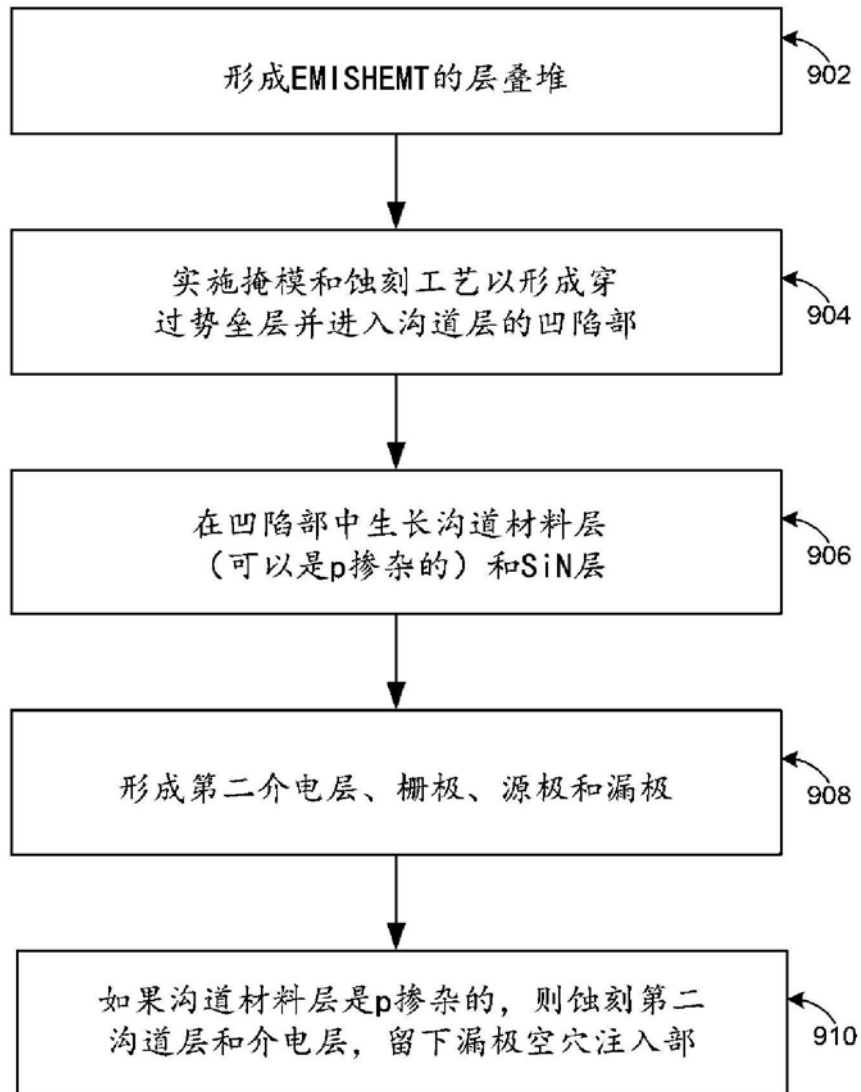 形成EMISHEMT的层叠堆
902
实施掩模和蚀刻工艺以形成穿
过势垒层并进入沟道层的凹陷部
904
在凹陷部中生长沟道材料层
（可以是p掺杂的）和SiN层
906
形成第二介电层、栅极、源极和漏极
908
如果沟道材料层是p掺杂的，则蚀刻第二
沟道层和介电层，留下漏极空穴注入部
910